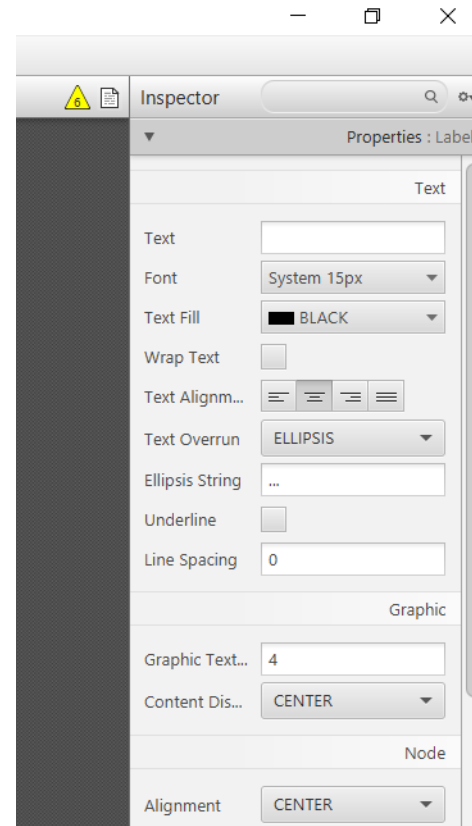 6 Inspector
Properties : Label
Text
Text
Font System 15px
Text Fill BLACK
Wrap Text
Text Alignm...
Text Overrun ELLIPSIS
Ellipsis String ...
Underline
Line Spacing 0
Graphic
Graphic Text... 4
Content Dis... CENTER
Node
Alignment CENTER